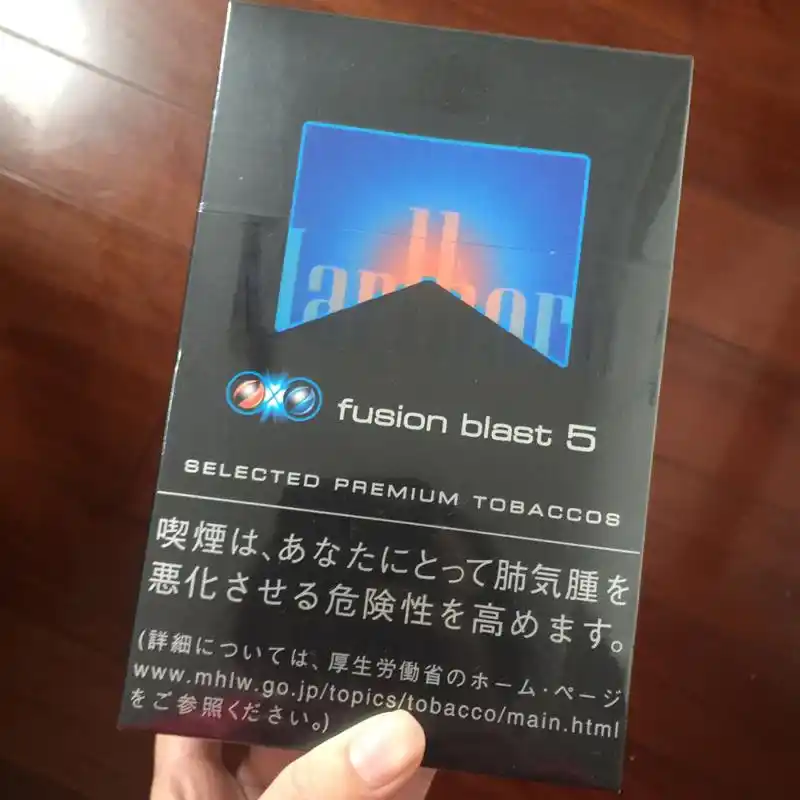 Marlboro
fusion blast 5
SELECTED PREMIUM TOBACCOS
喫煙は、あなたにとって肺気腫を
悪化させる危険性を高めます。
(詳細については、厚生労働省のホーム・ページ
www.mhlw.go.jp/topics/tobacco/main.html
をご参照ください。)